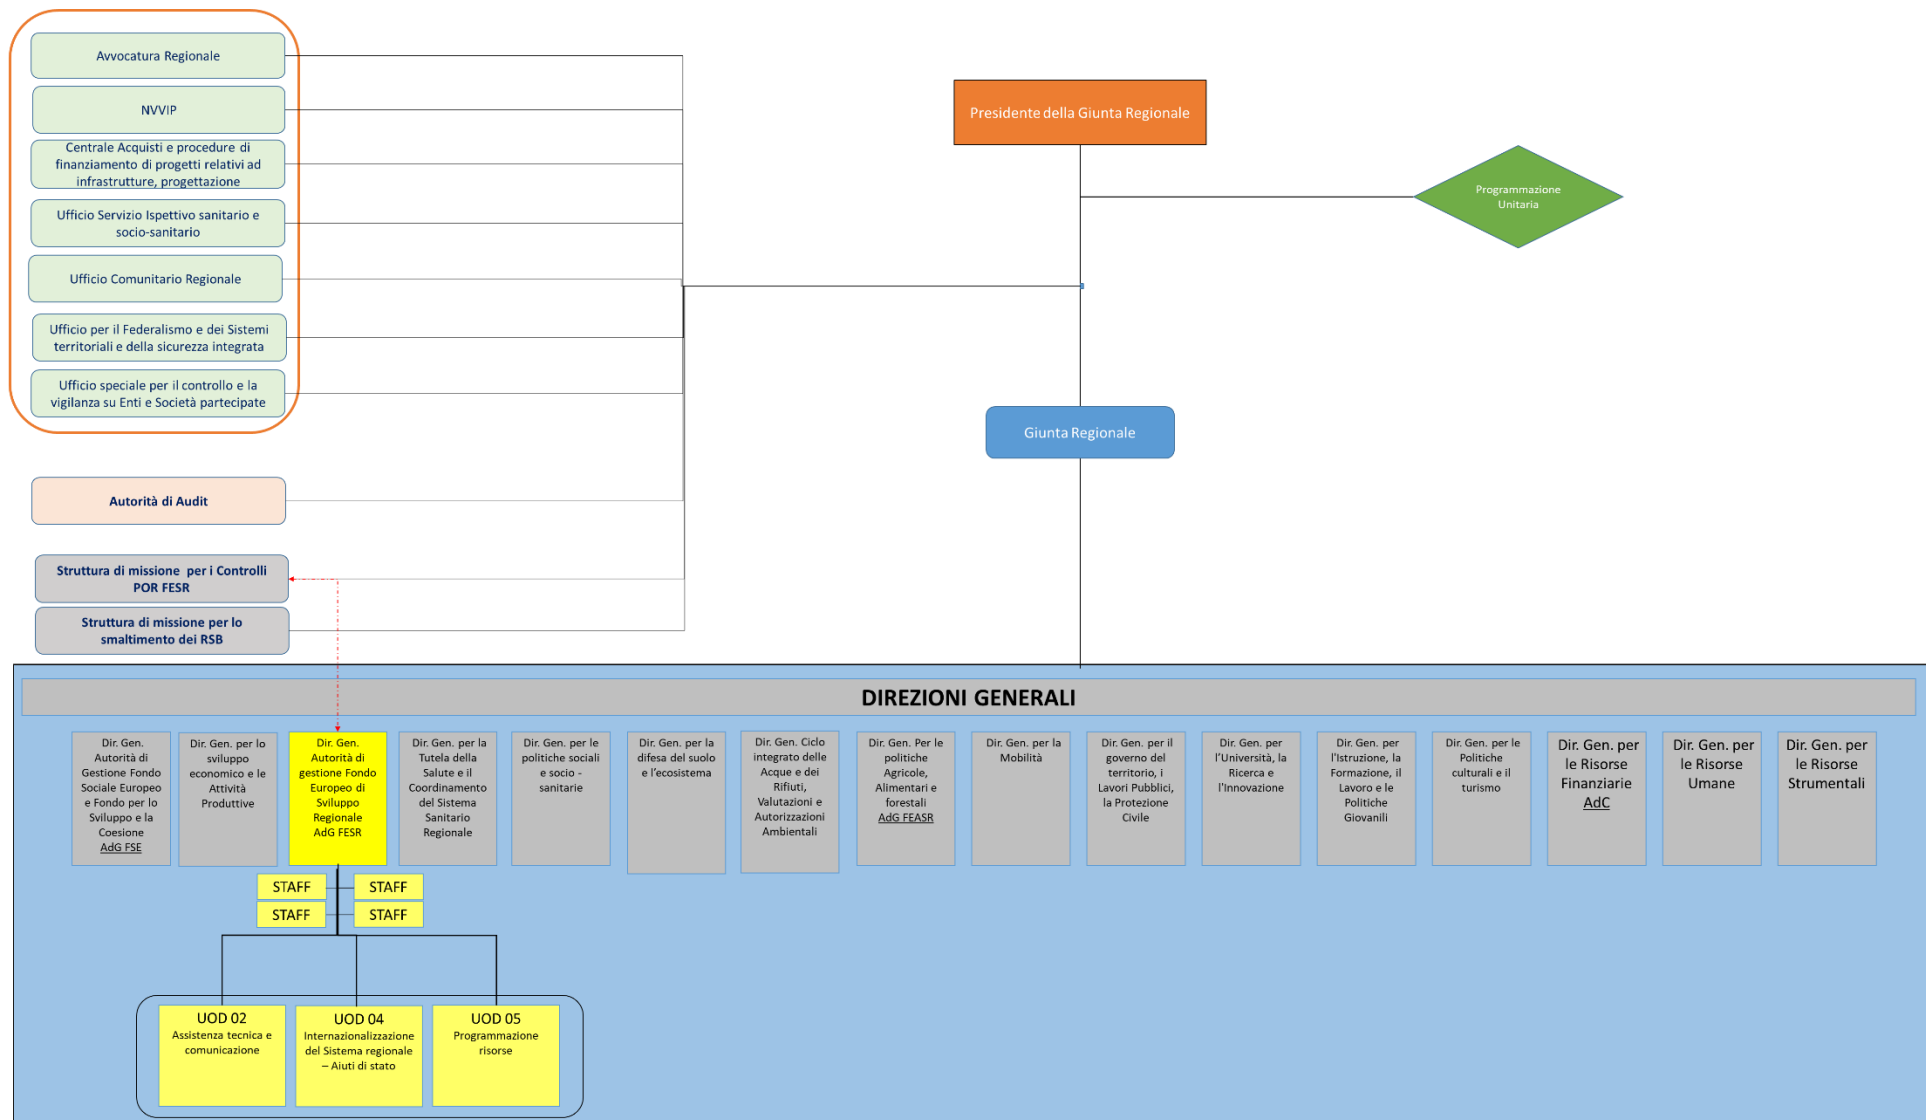 Avvocatura Regionale
NVVIP
Centrale Acquisti e procedure di
finanziamento di progetti relativi ad
infrastrutture, progettazione
Ufficio Servizio Ispettivo sanitario e
socio-sanitario
Ufficio Comunitario Regionale
Ufficio per il Federalismo e dei Sistemi
territoriali e della sicurezza integrata
Ufficio speciale per il controllo e la
vigilanza su Enti e Società partecipate
Presidente della Giunta Regionale
Programmazione
Unitaria
Giunta Regionale
Autorità di Audit
Struttura di missione per i Controlli
POR FESR
Struttura di missione per lo
smaltimento dei RSB
DIREZIONI GENERALI
Dir. Gen.
Autorità di
Gestione Fondo
Sociale Europeo
e Fondo per lo
Sviluppo e la
Coesione
AdG FSE
Dir. Gen. per lo
sviluppo
economico e le
Attività
Produttive
Dir. Gen.
Autorità di
gestione Fondo
Europeo di
Sviluppo
Regionale
AdG FESR
Dir. Gen. per la
Tutela della
Salute e il
Coordinamento
del Sistema
Sanitario
Regionale
Dir. Gen. per le
politiche sociali
e socio -
sanitarie
Dir. Gen. per la
difesa del suolo
e l'ecosistema
Dir. Gen. Ciclo
integrato delle
Acque e dei
Rifiuti,
Valutazioni e
Autorizzazioni
Ambientali
Dir. Gen. Per le
politiche
Agricole,
Alimentari e
forestali
AdG FEASR
Dir. Gen. per la
Mobilità
Dir. Gen. per il
governo del
territorio, i
Lavori Pubblici,
la Protezione
Civile
Dir. Gen. per
l'Università, la
Ricerca e
l'Innovazione
Dir. Gen. per
l'Istruzione, la
Formazione, il
Lavoro e le
Politiche
Giovanili
Dir. Gen. per le
Politiche
culturali e il
turismo
Dir. Gen. per
le Risorse
Finanziarie
AdC
Dir. Gen. per
le Risorse
Umane
Dir. Gen. per
le Risorse
Strumentali
STAFF
STAFF
STAFF
STAFF
UOD 02
Assistenza tecnica e
comunicazione
UOD 04
Internazionalizzazione
del Sistema regionale
– Aiuti di stato
UOD 05
Programmazione
risorse